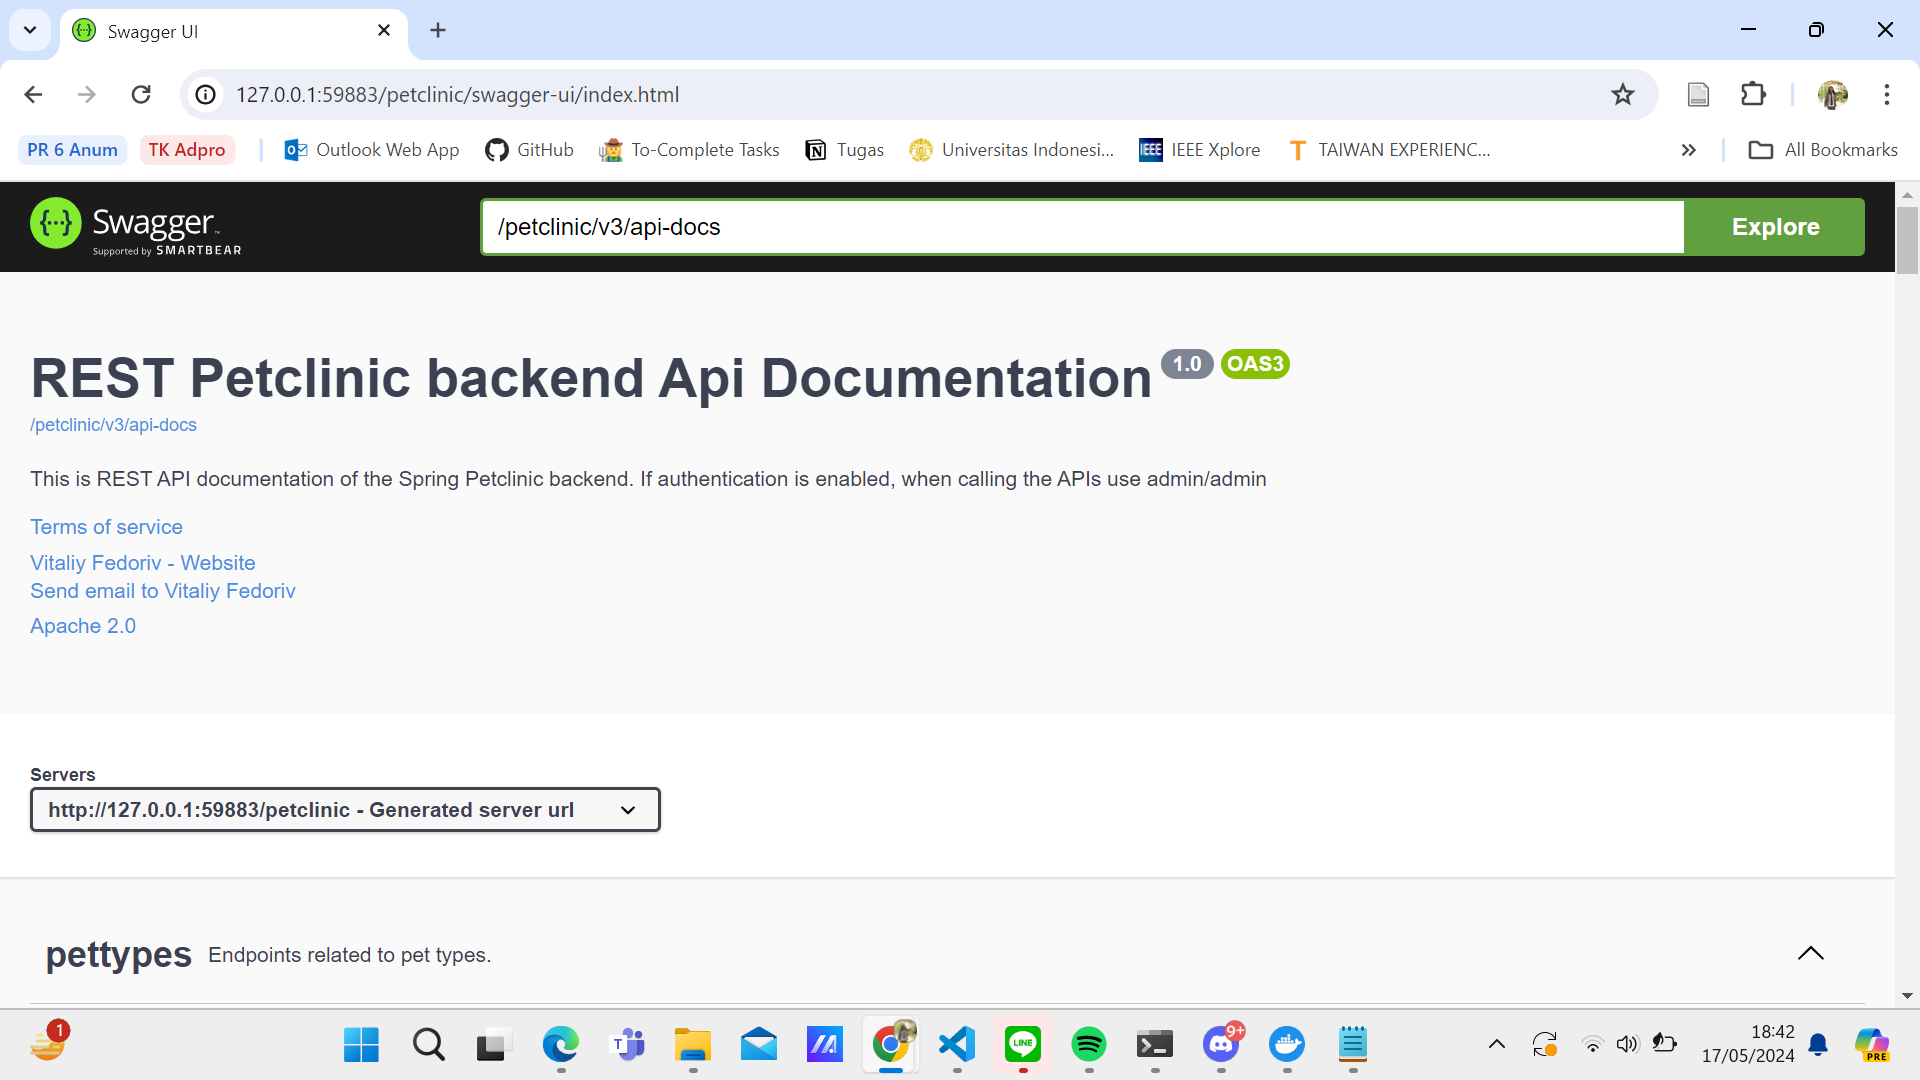 Swagger UI
127.0.0.1:59883/petclinic/swagger-ui/index.html
PR 6 Anum
TK Adpro
Outlook Web App
GitHub
To-Complete Tasks
Tugas
Universitas Indonesi...
IEEE
IEEE Xplore
T
TAIWAN EXPERIENC...
All Bookmarks
{···}
Swagger™
Supported by SMARTBEAR
/petclinic/v3/api-docs
Explore
REST Petclinic backend Api Documentation
1.0
OAS3
/petclinic/v3/api-docs
This is REST API documentation of the Spring Petclinic backend. If authentication is enabled, when calling the APIs use admin/admin
Terms of service
Vitaliy Fedoriv - Website
Send email to Vitaliy Fedoriv
Apache 2.0
Servers
http://127.0.0.1:59883/petclinic - Generated server url
pettypes
Endpoints related to pet types.
1
T
LINE
9+
18:42
17/05/2024
PRE